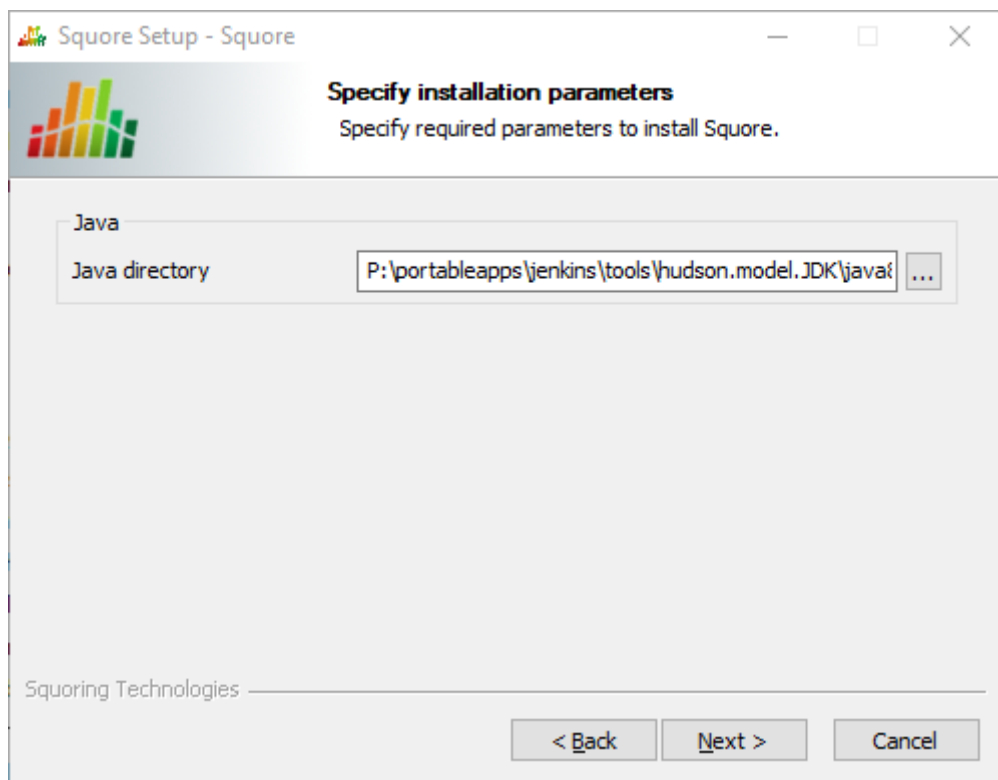 Squore Setup - Squore
Specify installation parameters
Specify required parameters to install Squore.
Java
Java directory
P:\portableapps\jenkins\tools\hudson.model.JDK\java8
...
Squoring Technologies
< Back
Next >
Cancel